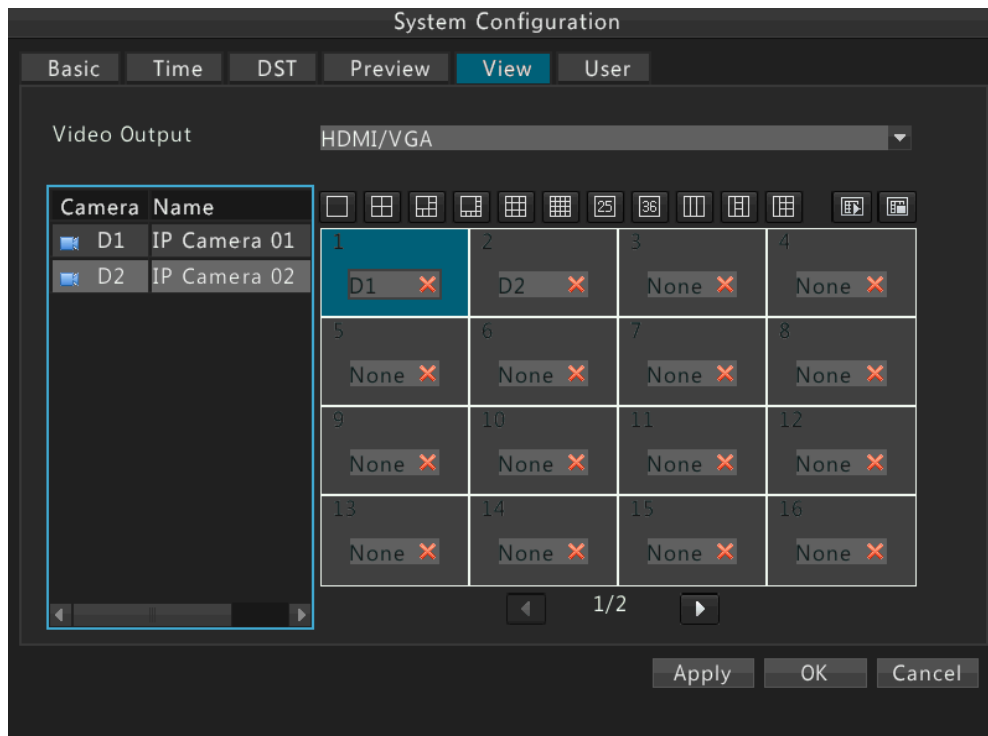 System Configuration
Basic Time DST Preview View User
Video Output HDMI/VGA
Camera Name
25 36
D1 IP Camera 01
D2 IP Camera 02
1 2 3 4
D1 D2 None None
5 6 7 8
None None None None
9 10 11 12
None None None None
13 14 15 16
None None None None
1/2
Apply OK Cancel